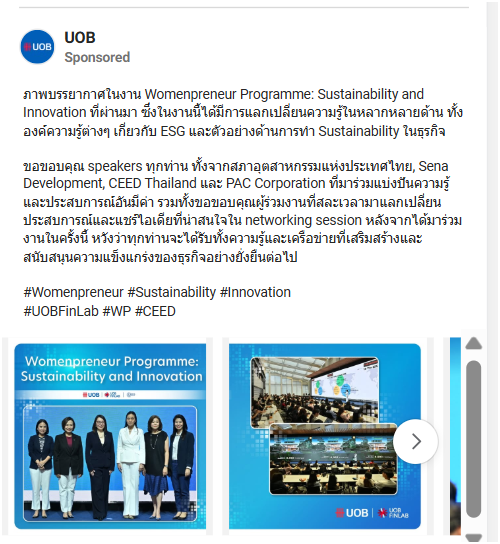 UOB
UOB
Sponsored
ภาพบรรยากาศในงาน Womenpreneur Programme: Sustainability and
Innovation ที่ผ่านมา ซึ่งในงานนี้ได้มีการแลกเปลี่ยนความรู้ในหลากหลายด้าน ทั้ง
องค์ความรู้ต่างๆ เกี่ยวกับ ESG และตัวอย่างด้านการทำ Sustainability ในธุรกิจ
ขอขอบคุณ speakers ทุกท่าน ทั้งจากสภาอุตสาหกรรมแห่งประเทศไทย, Sena
Development, CEED Thailand และ PAC Corporation ที่มาร่วมแบ่งปันความรู้
และประสบการณ์อันมีค่า รวมทั้งขอขอบคุณผู้ร่วมงานที่สละเวลามาแลกเปลี่ยน
ประสบการณ์และแชร์ไอเดียที่น่าสนใจใน networking session หลังจากได้มาร่วม
งานในครั้งนี้ หวังว่าทุกท่านจะได้รับทั้งความรู้และเครือข่ายที่เสริมสร้างและ
สนับสนุนความแข็งแกร่งของธุรกิจอย่างยั่งยืนต่อไป
#Womenpreneur #Sustainability #Innovation
#UOBFinLab #WP #CEED
Womenpreneur Programme:
Sustainability and Innovation
UOB
UOB
UOB
FINLAB